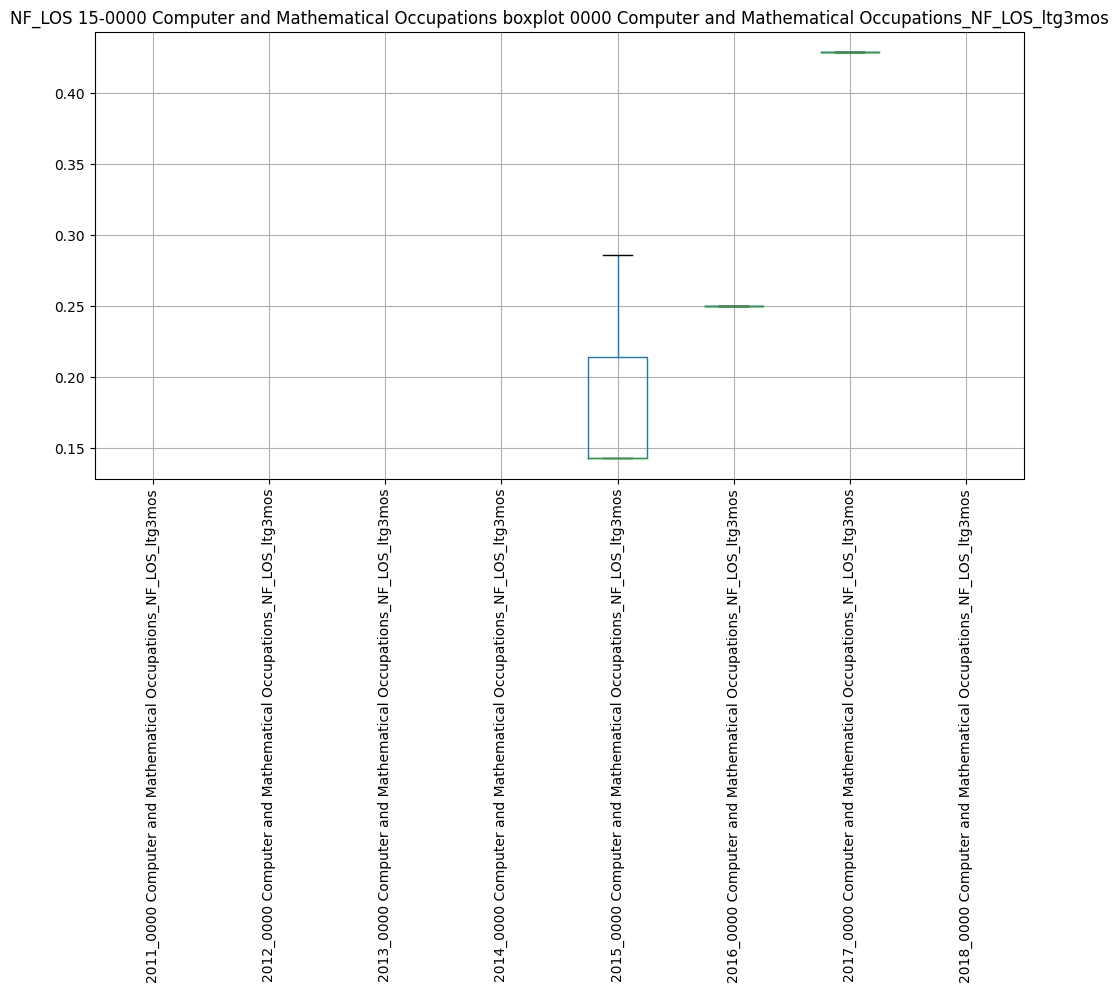 NF_LOS 15-0000 Computer and Mathematical Occupations boxplot 0000 Computer and Mathematical Occupations_NF_LOS_ltg3mos
0.40
0.35
0.30
0.25
0.20
0.15
2011_0000 Computer and Mathematical Occupations_NF_LOS_ltg3mos
2012_0000 Computer and Mathematical Occupations_NF_LOS_ltg3mos
2013_0000 Computer and Mathematical Occupations_NF_LOS_ltg3mos
2014_0000 Computer and Mathematical Occupations_NF_LOS_ltg3mos
2015_0000 Computer and Mathematical Occupations_NF_LOS_ltg3mos
2016_0000 Computer and Mathematical Occupations_NF_LOS_ltg3mos
2017_0000 Computer and Mathematical Occupations_NF_LOS_ltg3mos
2018_0000 Computer and Mathematical Occupations_NF_LOS_ltg3mos